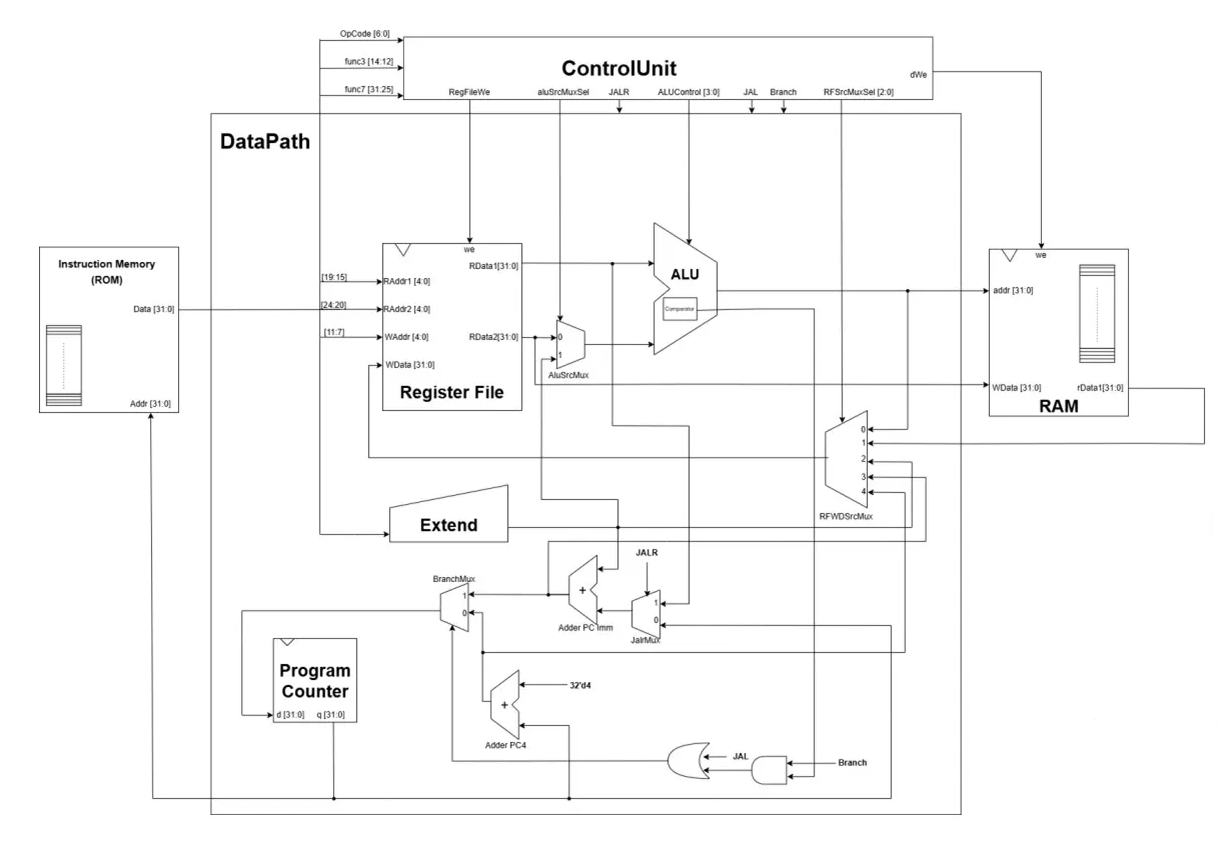 OpCode [6:0]
func3 [14:12]
func7 [31:25]
ControlUnit
dWe
RegFileWe
aluSrcMuxSel
JALR
ALUControl [3:0]
JAL
Branch
RFSrcMuxSel [2:0]
DataPath
Instruction Memory
(ROM)
Data [31:0]
Addr [31:0]
[19:15]
[24:20]
[11:7]
we
RData1[31:0]
RAddr1 [4:0]
RAddr2 [4:0]
WAddr [4:0]
RData2[31:0]
WData [31:0]
Register File
0
1
AluSrcMux
ALU
Comparator
we
addr [31:0]
WData [31:0]
rData1[31:0]
RAM
0
1
2
3
4
RFWDSrcMux
Extend
JALR
BranchMux
1
0
+
Adder PC Imm
1
0
JalrMux
Program
Counter
d [31:0]
q [31:0]
32'd4
+
Adder PC4
JAL
Branch